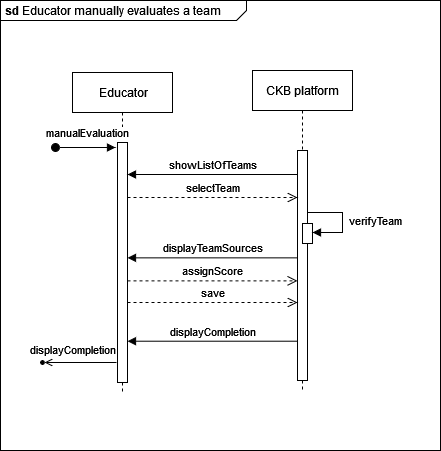 sd Educator manually evaluates a team
Educator
CKB platform
manualEvaluation
showListOfTeams
selectTeam
verifyTeam
displayTeamSources
assignScore
save
displayCompletion
displayCompletion